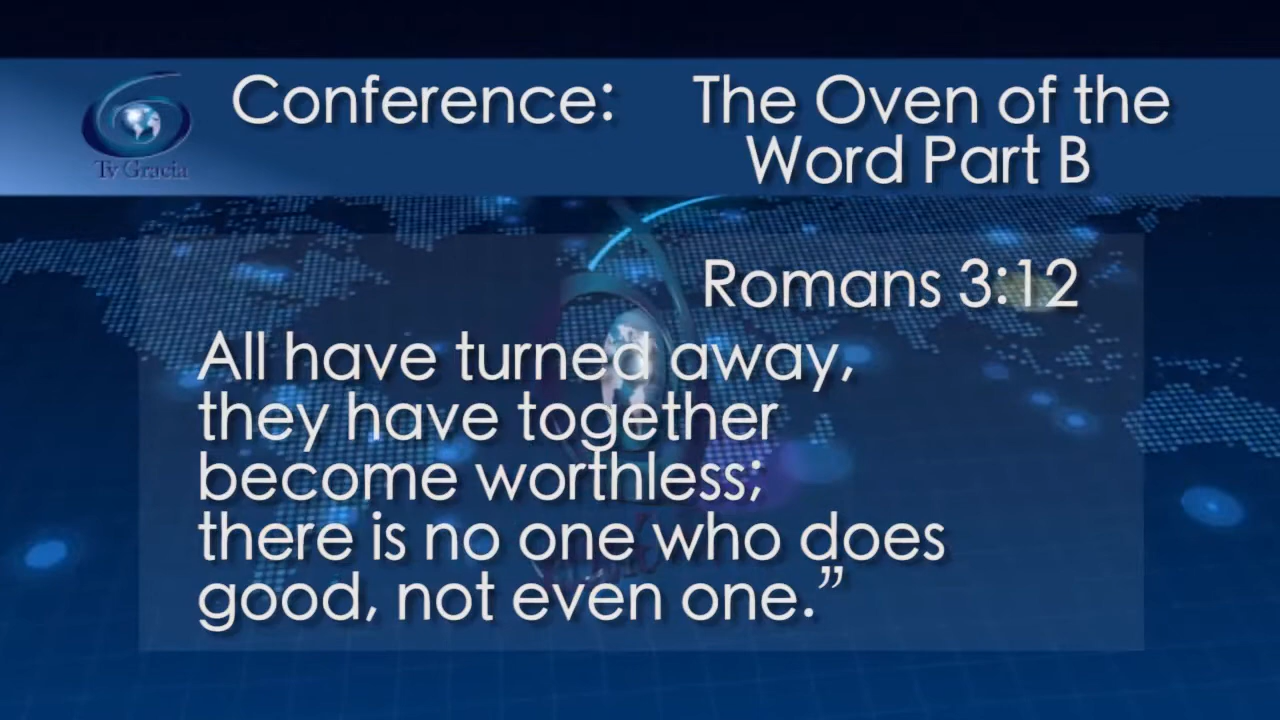 Conference: The Oven of the
Word Part B
Tv Gracia
Romans 3:12
All have turned away,
they have together
become worthless;
there is no one who does
good, not even one.”